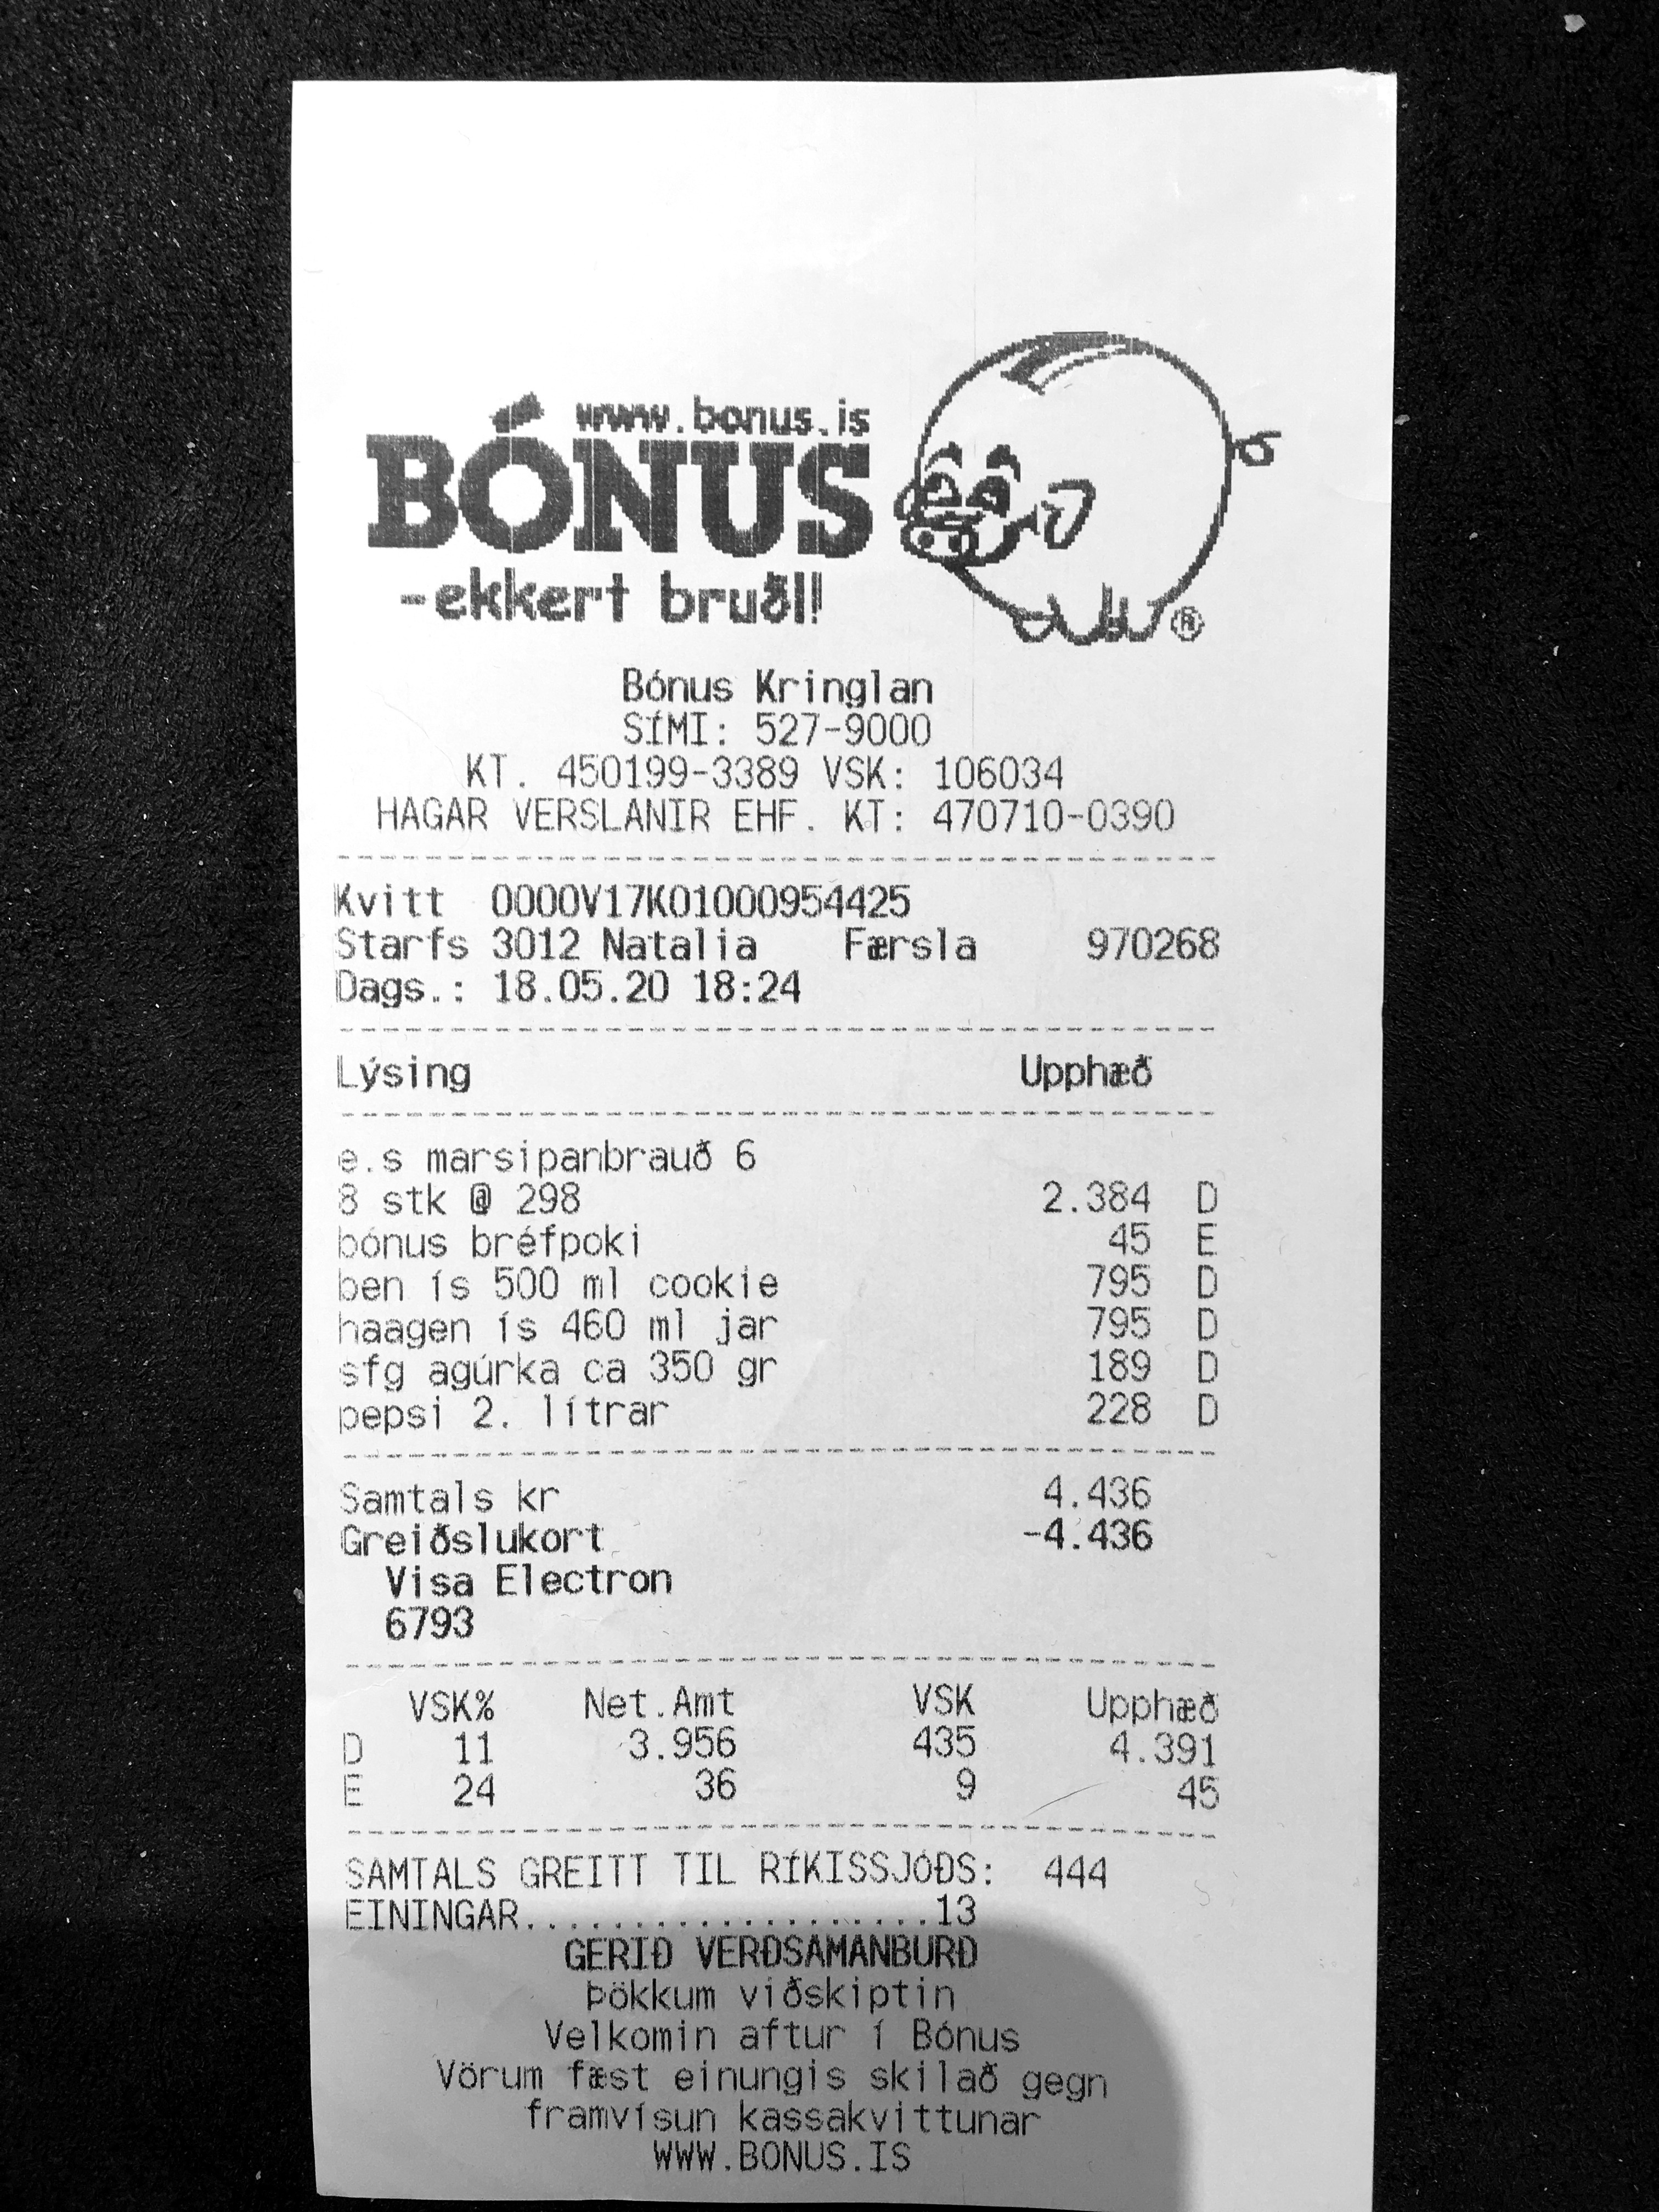 www.bonus.is
BÓNUS
-ekkert bruðl!
®
Bónus Kringlan
SÍMI: 527-9000
KT. 450199-3389 VSK: 106034
HAGAR VERSLANIR EHF. KT: 470710-0390
Kvitt 0000V17K01000954425
Starfs 3012 Natalia Færsla 970268
Dags.: 18.05.20 18:24
Lýsing Upphæð
e.s marsipanbrauð 6
8 stk @ 298 2.384 D
bónus bréfpoki 45 E
ben ís 500 ml cookie 795 D
haagen ís 460 ml jar 795 D
sfg agúrka ca 350 gr 189 D
pepsi 2. lítrar 228 D
Samtals kr 4.436
Greiðslukort -4.436
Visa Electron
6793
VSK% Net.Amt VSK Upphæð
D 11 3.956 435 4.391
E 24 36 9 45
SAMTALS GREITT TIL RÍKISSJÓÐS: 444
EININGAR...................13
GERIÐ VERÐSAMANBURÐ
Þökkum viðskiptin
Velkomin aftur í Bónus
Vörum fæst einungis skilað gegn
framvísun kassakvittunar
WWW.BONUS.IS